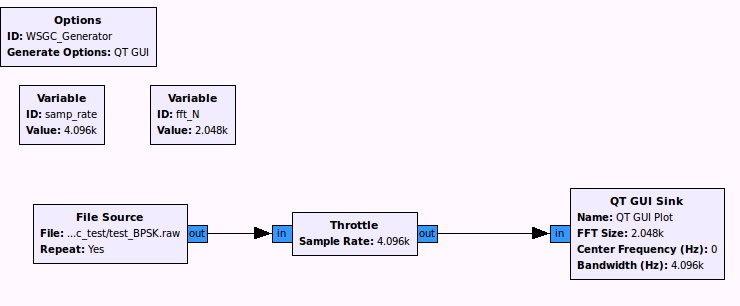 Options
ID: WSGC_Generator
Generate Options: QT GUI
Variable
ID: samp_rate
Value: 4.096k
Variable
ID: fft_N
Value: 2.048k
File Source
File: ...c_test/test_BPSK.raw
Repeat: Yes
out
in
Throttle
Sample Rate: 4.096k
out
in
QT GUI Sink
Name: QT GUI Plot
FFT Size: 2.048k
Center Frequency (Hz): 0
Bandwidth (Hz): 4.096k